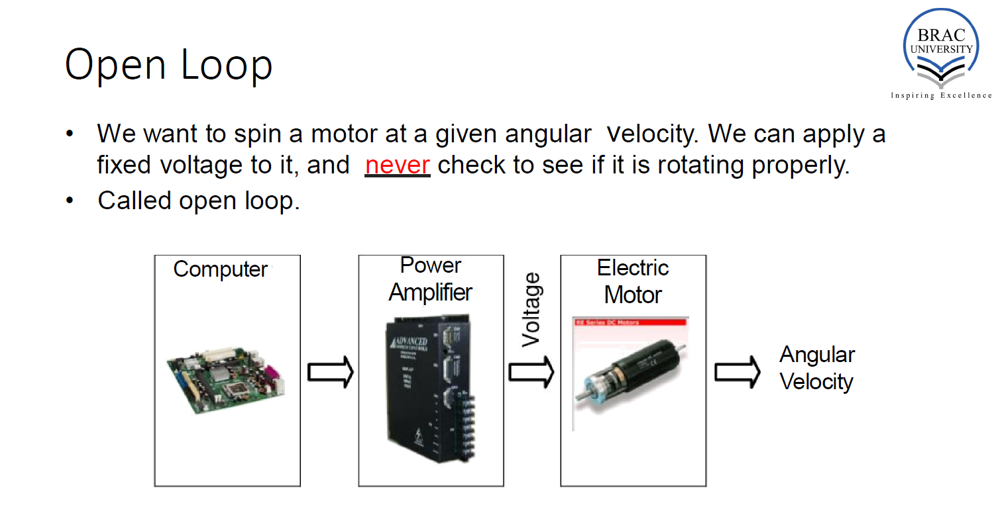 Open Loop
BRAC
UNIVERSITY
Inspiring Excellence
• We want to spin a motor at a given angular velocity. We can apply a
fixed voltage to it, and never check to see if it is rotating properly.
• Called open loop.
Computer
Power
Amplifier
ADVANCED
Voltage
Electric
Motor
RE Series DC Motors
Angular
Velocity